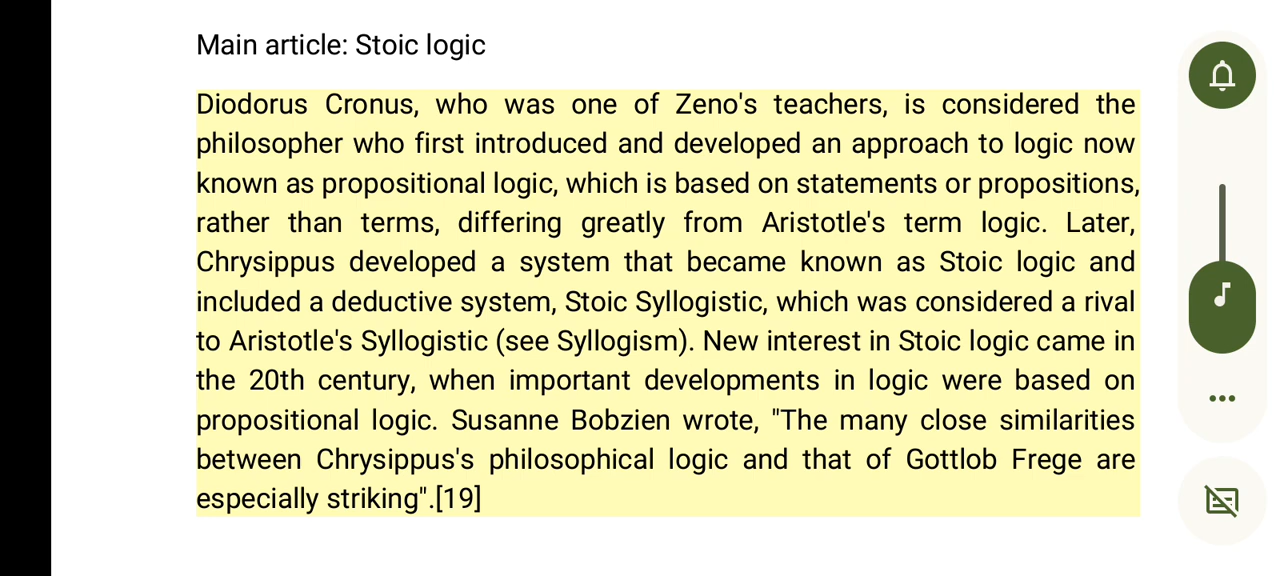 Main article: Stoic logic
Diodorus Cronus, who was one of Zeno's teachers, is considered the
philosopher who first introduced and developed an approach to logic now
known as propositional logic, which is based on statements or propositions,
rather than terms, differing greatly from Aristotle's term logic. Later,
Chrysippus developed a system that became known as Stoic logic and
included a deductive system, Stoic Syllogistic, which was considered a rival
to Aristotle's Syllogistic (see Syllogism). New interest in Stoic logic came in
the 20th century, when important developments in logic were based on
propositional logic. Susanne Bobzien wrote, "The many close similarities
between Chrysippus's philosophical logic and that of Gottlob Frege are
especially striking".[19]